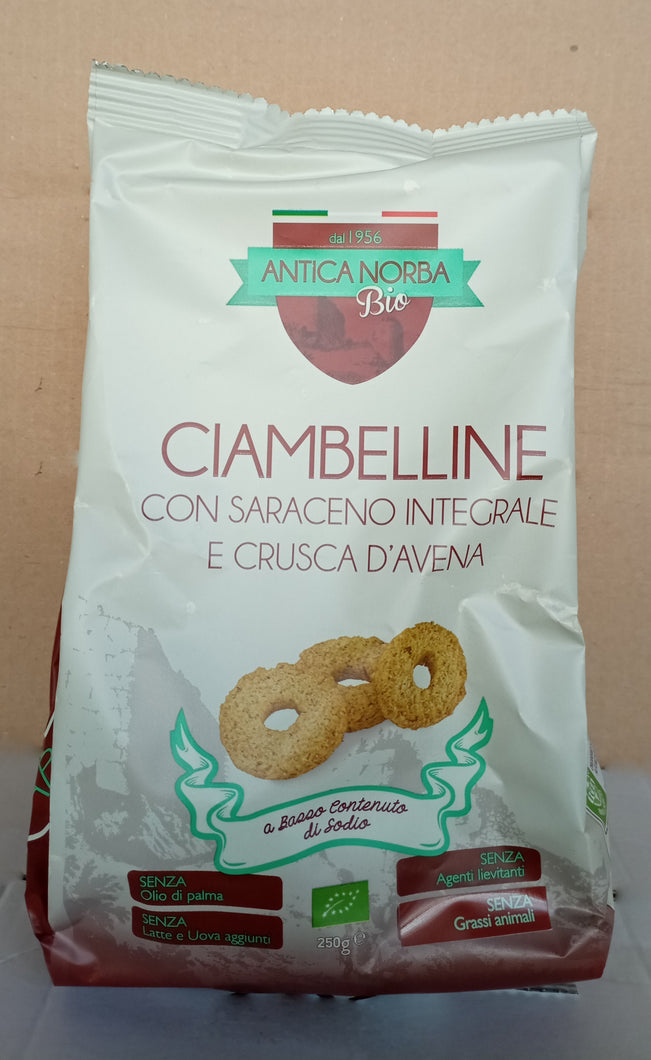 dal 1956
ANTICA NORBA
Bio
CIAMBELLINE
CON SARACENO INTEGRALE
E CRUSCA D'AVENA
a Basso Contenuto
di Sodio
SENZA
Olio di palma
SENZA
Latte e Uova aggiunti
SENZA
Agenti lievitanti
SENZA
Grassi animali
250g e